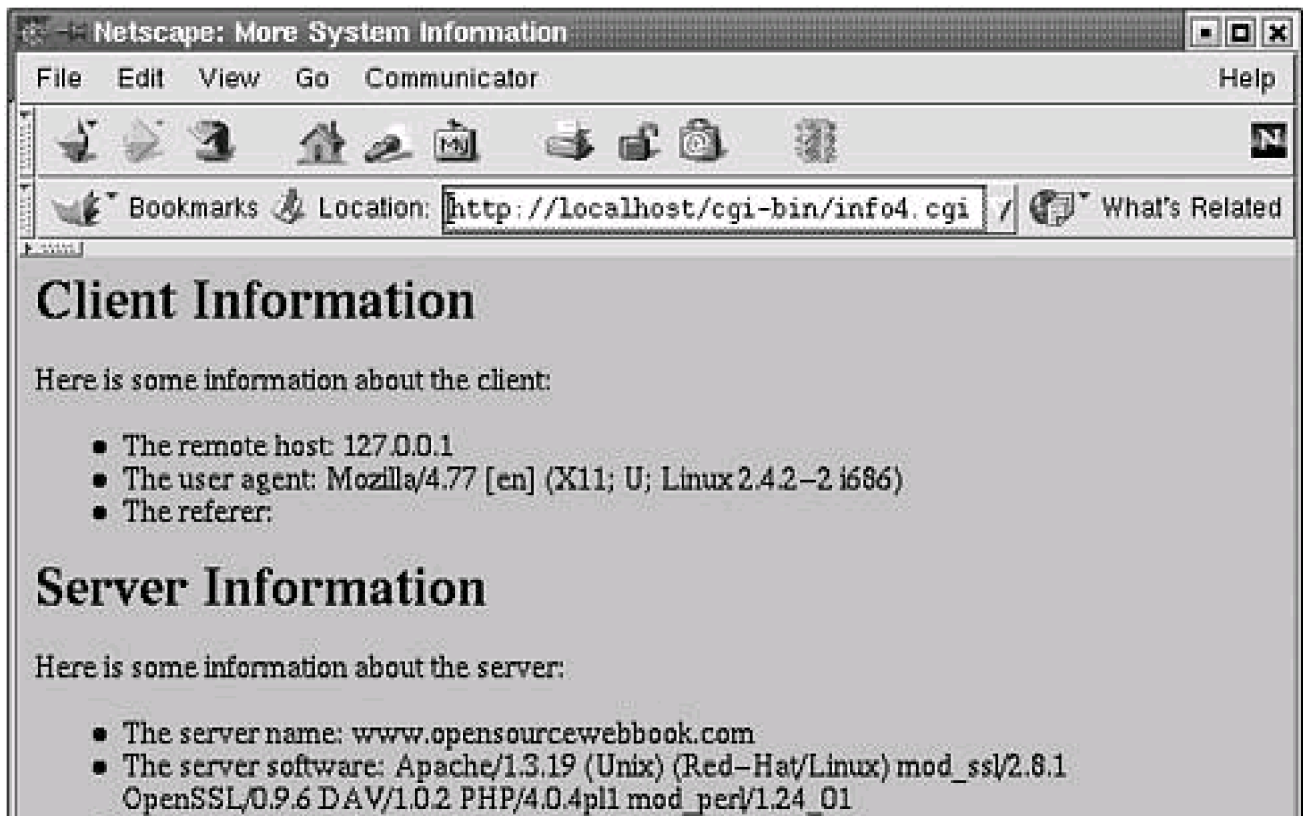 Netscape: More System Information
File Edit View Go Communicator Help
My
N
Bookmarks Location: http://localhost/cgi-bin/info4.cgi What's Related
Client Information
Here is some information about the client:
The remote host: 127.0.0.1
The user agent: Mozilla/4.77 [en] (X11; U; Linux 2.4.2-2 i686)
The referer:
Server Information
Here is some information about the server:
The server name: www.opensourcewebbook.com
The server software: Apache/1.3.19 (Unix) (Red-Hat/Linux) mod_ssl/2.8.1
OpenSSL/0.9.6 DAV/1.0.2 PHP/4.0.4pl1 mod_perl/1.24_01